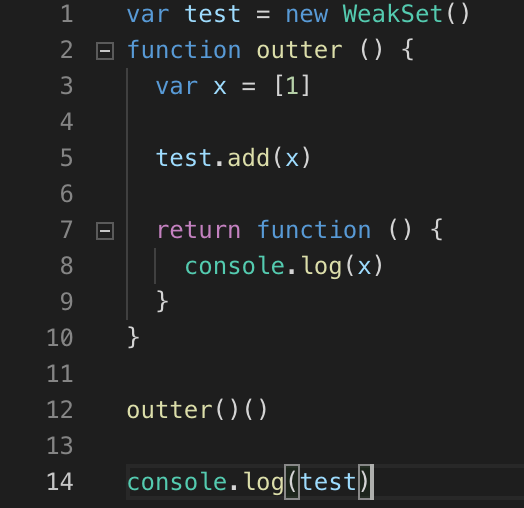 1 var test = new WeakSet()
2 function outter () {
3 var x = [1]
4
5 test.add(x)
6
7 return function () {
8 console.log(x)
9 }
10 }
11
12 outter()()
13
14 console.log(test)